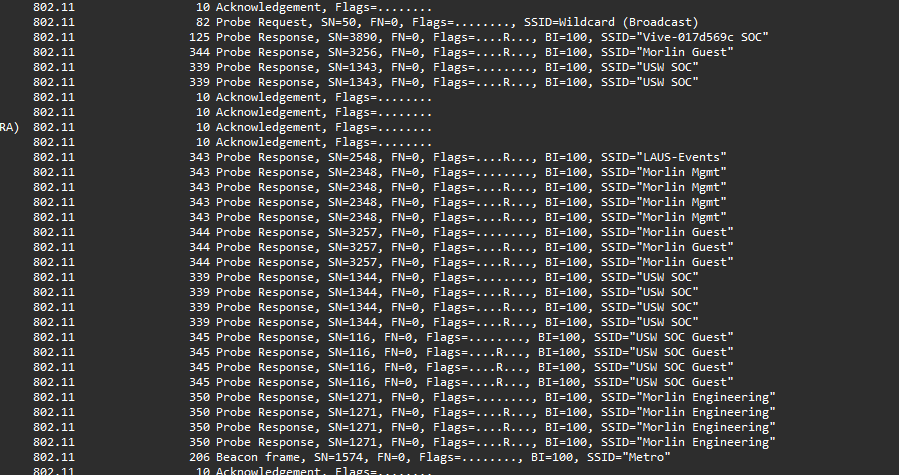 802.11 10 Acknowledgement, Flags=........
802.11 82 Probe Request, SN=50, FN=0, Flags=........, SSID=Wildcard (Broadcast)
802.11 125 Probe Response, SN=3890, FN=0, Flags=....R..., BI=100, SSID="Vive-017d569c SOC"
802.11 344 Probe Response, SN=3256, FN=0, Flags=....R..., BI=100, SSID="Morlin Guest"
802.11 339 Probe Response, SN=1343, FN=0, Flags=....R..., BI=100, SSID="USW SOC"
802.11 339 Probe Response, SN=1343, FN=0, Flags=....R..., BI=100, SSID="USW SOC"
802.11 10 Acknowledgement, Flags=........
802.11 10 Acknowledgement, Flags=........
RA) 802.11 10 Acknowledgement, Flags=........
802.11 10 Acknowledgement, Flags=........
802.11 343 Probe Response, SN=2548, FN=0, Flags=....R..., BI=100, SSID="LAUS-Events"
802.11 343 Probe Response, SN=2348, FN=0, Flags=........, BI=100, SSID="Morlin Mgmt"
802.11 343 Probe Response, SN=2348, FN=0, Flags=....R..., BI=100, SSID="Morlin Mgmt"
802.11 343 Probe Response, SN=2348, FN=0, Flags=....R..., BI=100, SSID="Morlin Mgmt"
802.11 343 Probe Response, SN=2348, FN=0, Flags=....R..., BI=100, SSID="Morlin Mgmt"
802.11 344 Probe Response, SN=3257, FN=0, Flags=........, BI=100, SSID="Morlin Guest"
802.11 344 Probe Response, SN=3257, FN=0, Flags=....R..., BI=100, SSID="Morlin Guest"
802.11 344 Probe Response, SN=3257, FN=0, Flags=....R..., BI=100, SSID="Morlin Guest"
802.11 339 Probe Response, SN=1344, FN=0, Flags=........, BI=100, SSID="USW SOC"
802.11 339 Probe Response, SN=1344, FN=0, Flags=....R..., BI=100, SSID="USW SOC"
802.11 339 Probe Response, SN=1344, FN=0, Flags=....R..., BI=100, SSID="USW SOC"
802.11 339 Probe Response, SN=1344, FN=0, Flags=....R..., BI=100, SSID="USW SOC"
802.11 345 Probe Response, SN=116, FN=0, Flags=........, BI=100, SSID="USW SOC Guest"
802.11 345 Probe Response, SN=116, FN=0, Flags=....R..., BI=100, SSID="USW SOC Guest"
802.11 345 Probe Response, SN=116, FN=0, Flags=....R..., BI=100, SSID="USW SOC Guest"
802.11 345 Probe Response, SN=116, FN=0, Flags=....R..., BI=100, SSID="USW SOC Guest"
802.11 350 Probe Response, SN=1271, FN=0, Flags=........, BI=100, SSID="Morlin Engineering"
802.11 350 Probe Response, SN=1271, FN=0, Flags=....R..., BI=100, SSID="Morlin Engineering"
802.11 350 Probe Response, SN=1271, FN=0, Flags=....R..., BI=100, SSID="Morlin Engineering"
802.11 350 Probe Response, SN=1271, FN=0, Flags=....R..., BI=100, SSID="Morlin Engineering"
802.11 206 Beacon frame, SN=1574, FN=0, Flags=........, BI=100, SSID="Metro"
802.11 10 Acknowledgement, Flags=........